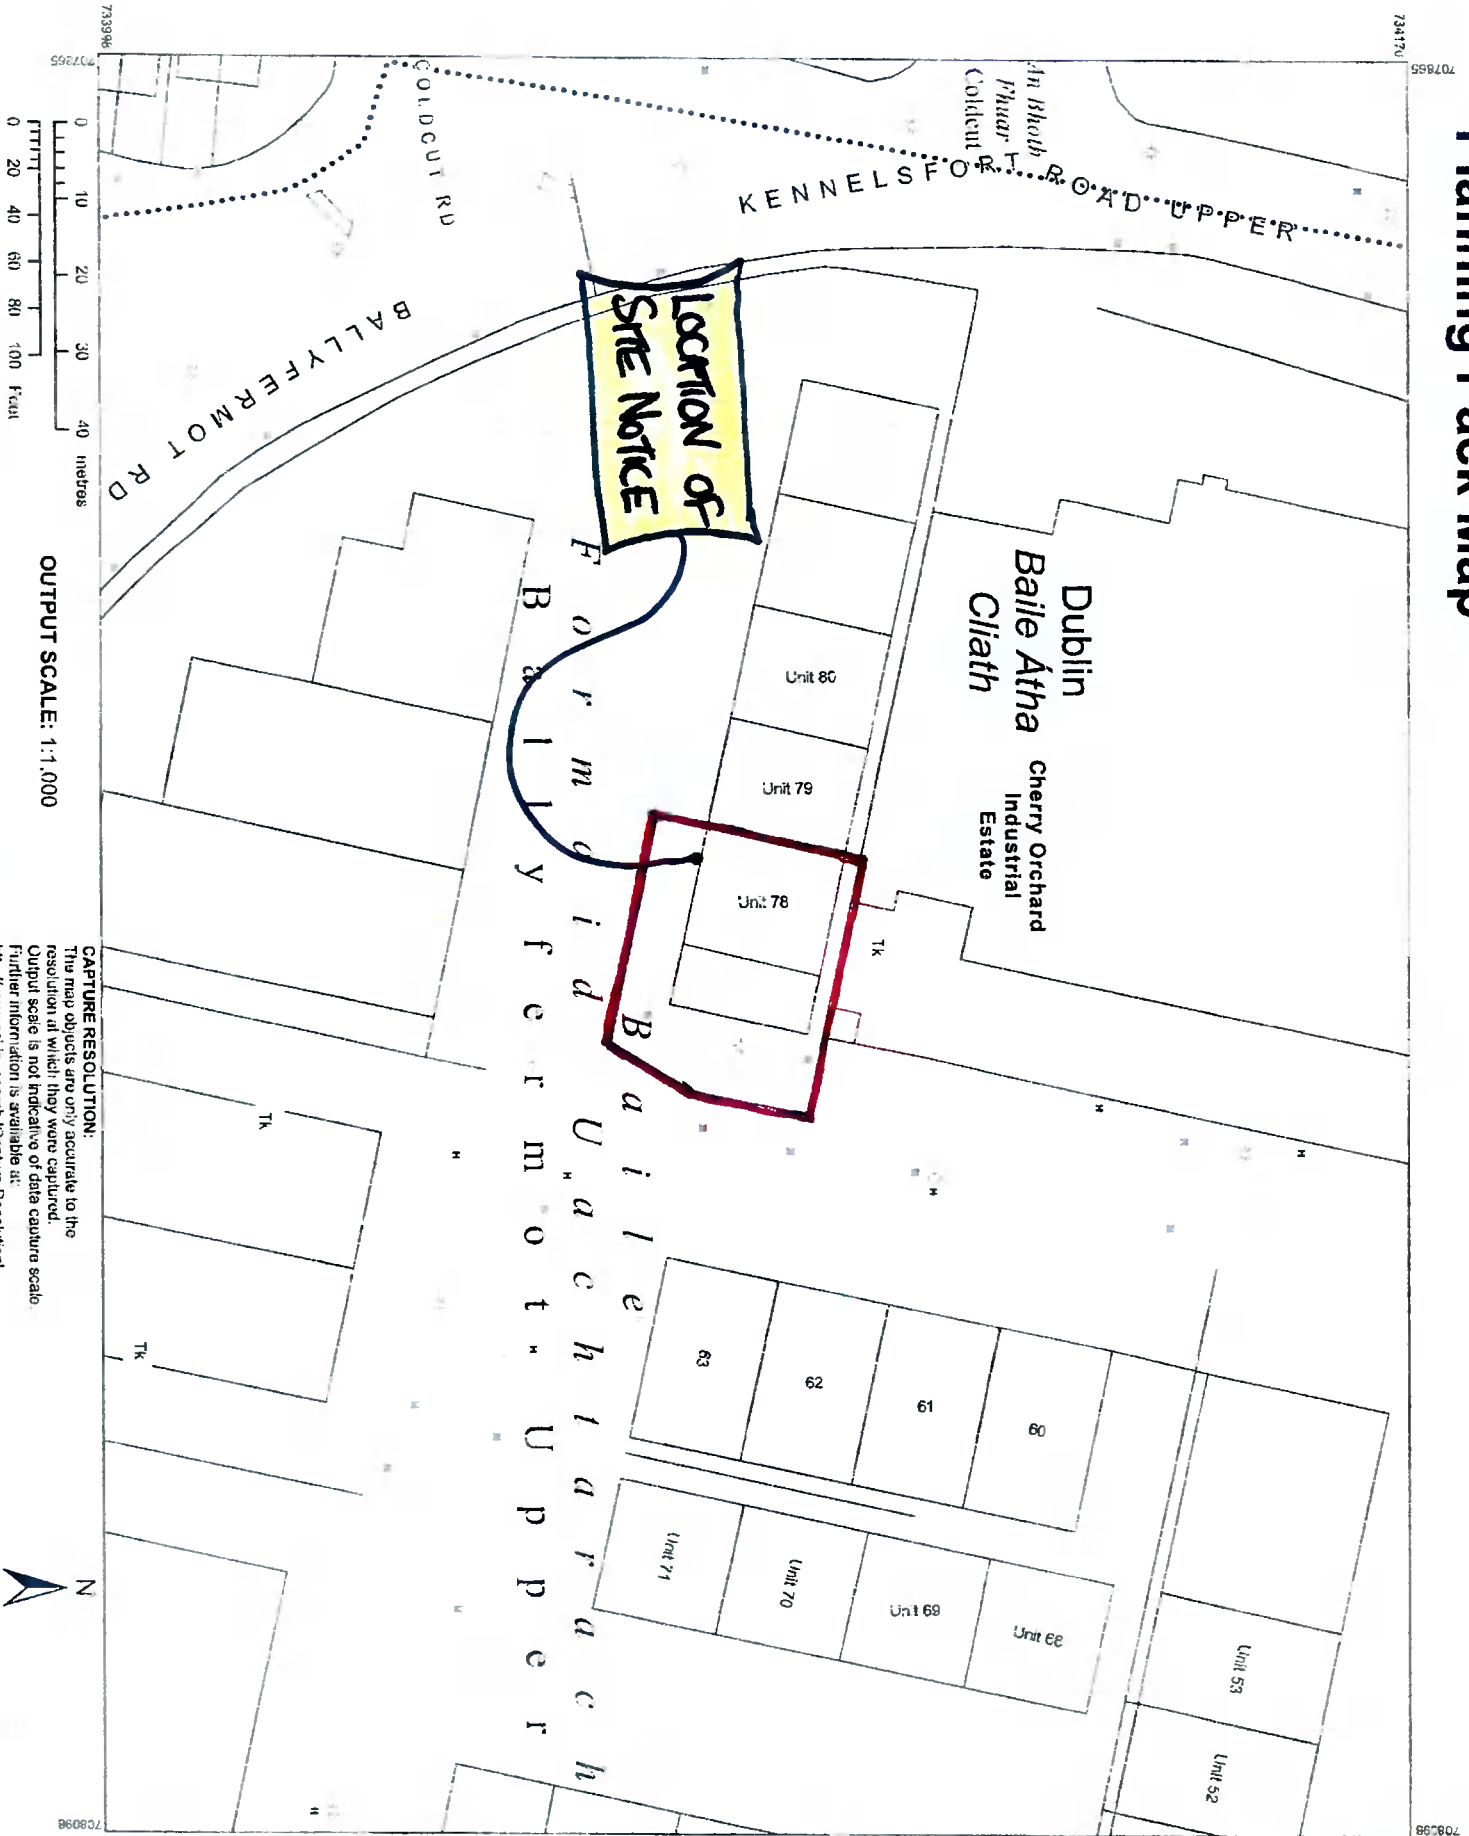 Planning Pack Map
734170
707865
707865
733998
An Bhoth
Fhuar
Coldcut
COLDCUT RD
KENNELSFORT ROAD UPPER
BALLYFERMOT RD
LOCATION OF
SITE NOTICE
Dublin
Baile Átha
Cliath
Cherry Orchard
Industrial
Estate
Unit 80
Unit 79
Unit 78
Tk
Formaid Baile Uachtarach
Ballyfermot Upper
H
H
H
H
H
H
H
63
62
61
60
Unit 71
Unit 70
Unit 69
Unit 68
Unit 53
Unit 52
Tk
Tk
0 10 20 30 40 metres
0 20 40 60 80 100 Feet
OUTPUT SCALE: 1:1,000
CAPTURE RESOLUTION:
The map objects are only accurate to the
resolution at which they were captured.
Output scale is not indicative of data capture scale.
Further information is available at:
N
708098
708098